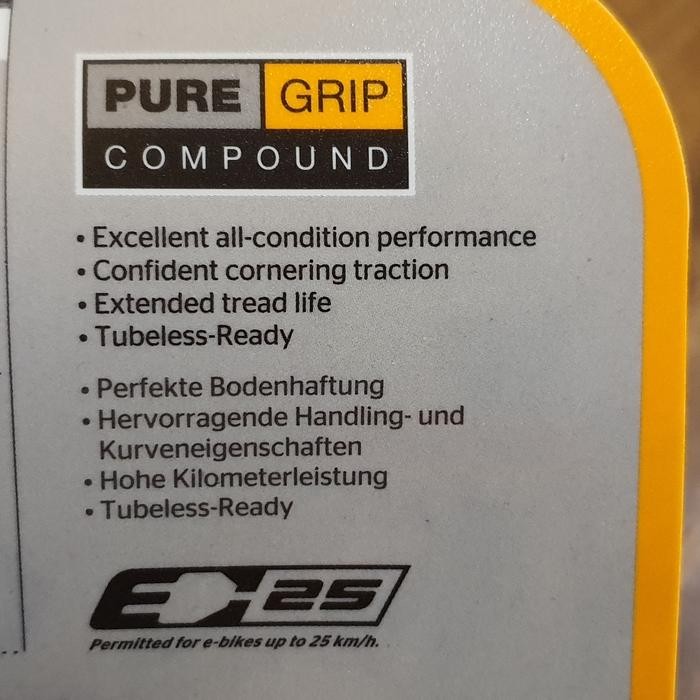 PURE GRIP
COMPOUND
• Excellent all-condition performance
• Confident cornering traction
• Extended tread life
• Tubeless-Ready
• Perfekte Bodenhaftung
• Hervorragende Handling- und
Kurveneigenschaften
• Hohe Kilometerleistung
• Tubeless-Ready
E 25
Permitted for e-bikes up to 25 km/h.